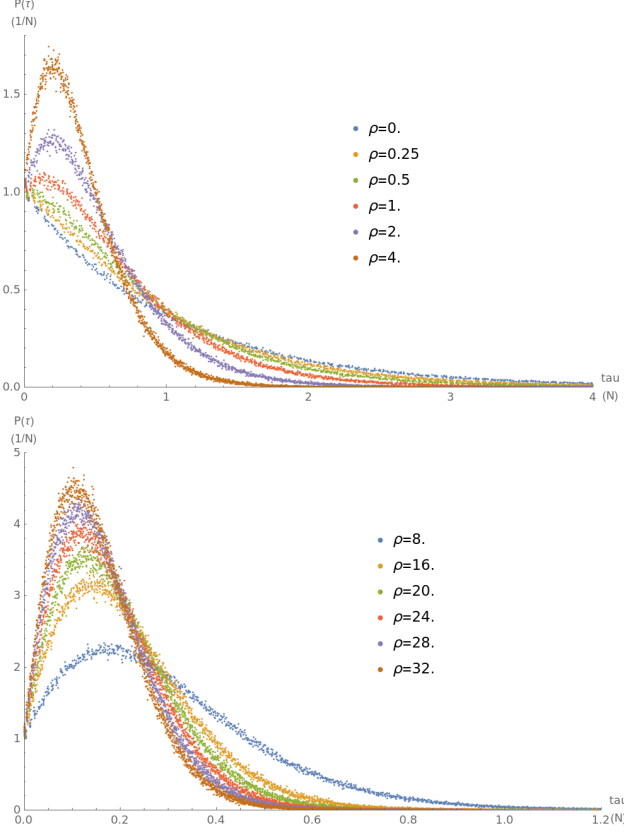 P(τ)
(1/N)
1.5
1.0
0.5
0.0
0
1
2
3
4
tau
(N)
ρ=0.
ρ=0.25
ρ=0.5
ρ=1.
ρ=2.
ρ=4.
P(τ)
(1/N)
5
4
3
2
1
0
0.0
0.2
0.4
0.6
0.8
1.0
1.2
tau
(N)
ρ=8.
ρ=16.
ρ=20.
ρ=24.
ρ=28.
ρ=32.